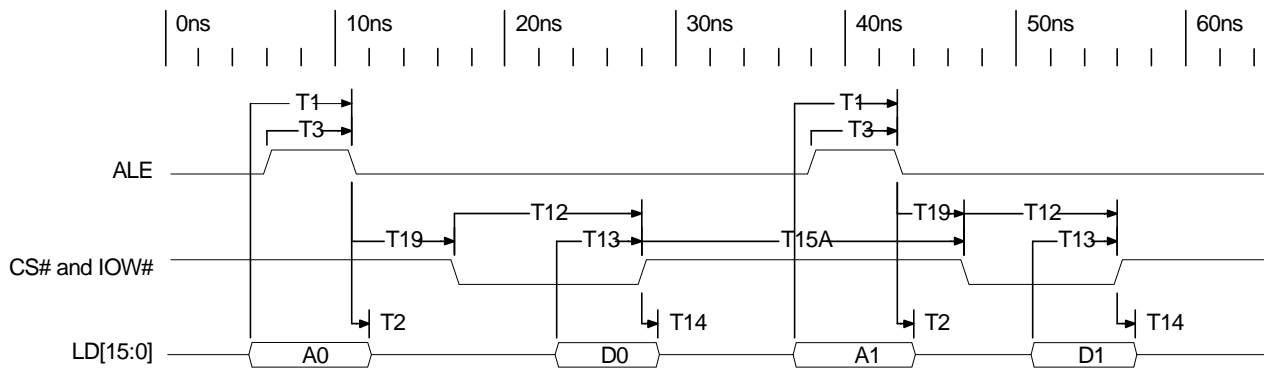 0ns 10ns 20ns 30ns 40ns 50ns 60ns
T1 T1
T3 T3
ALE
T12 T19 T12
T19 T13 T15A T13
CS# and IOW#
T2 T14 T2 T14
LD[15:0] A0 D0 A1 D1